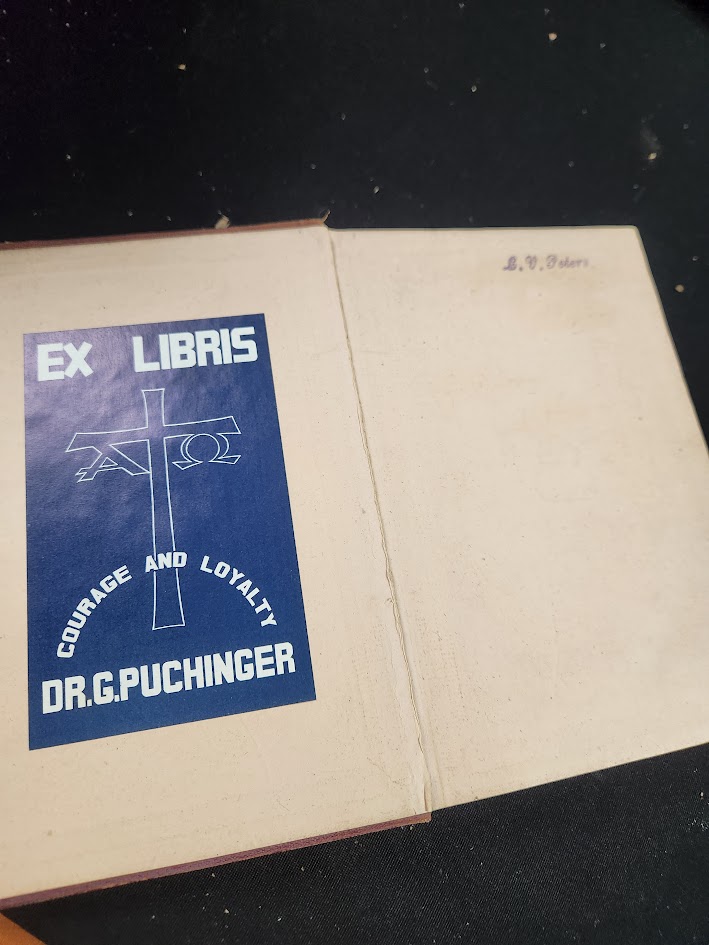 EX LIBRIS
Α Ω
COURAGE AND LOYALTY
DR.G.PUCHINGER
V. Peters